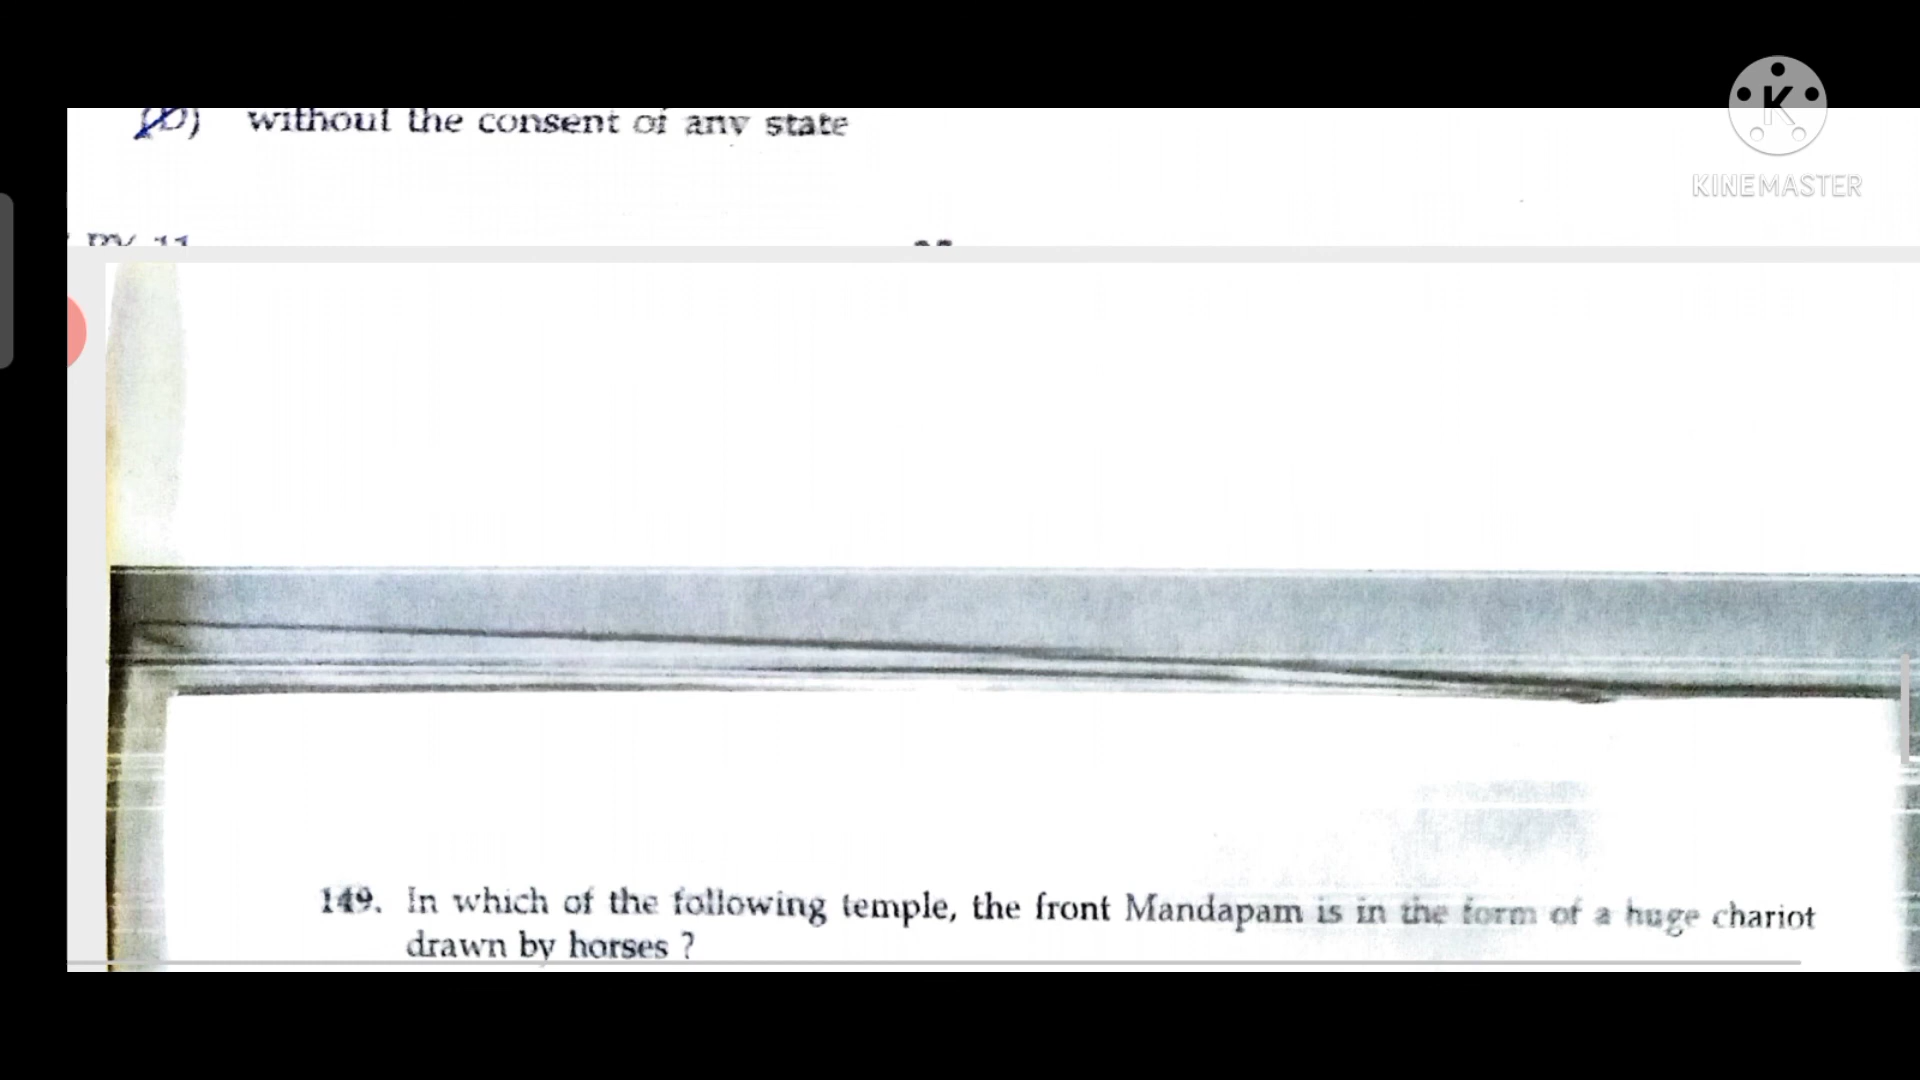 (D) without the consent of any state
KINEMASTER
149. In which of the following temple, the front Mandapam is in the form of a huge chariot
drawn by horses ?